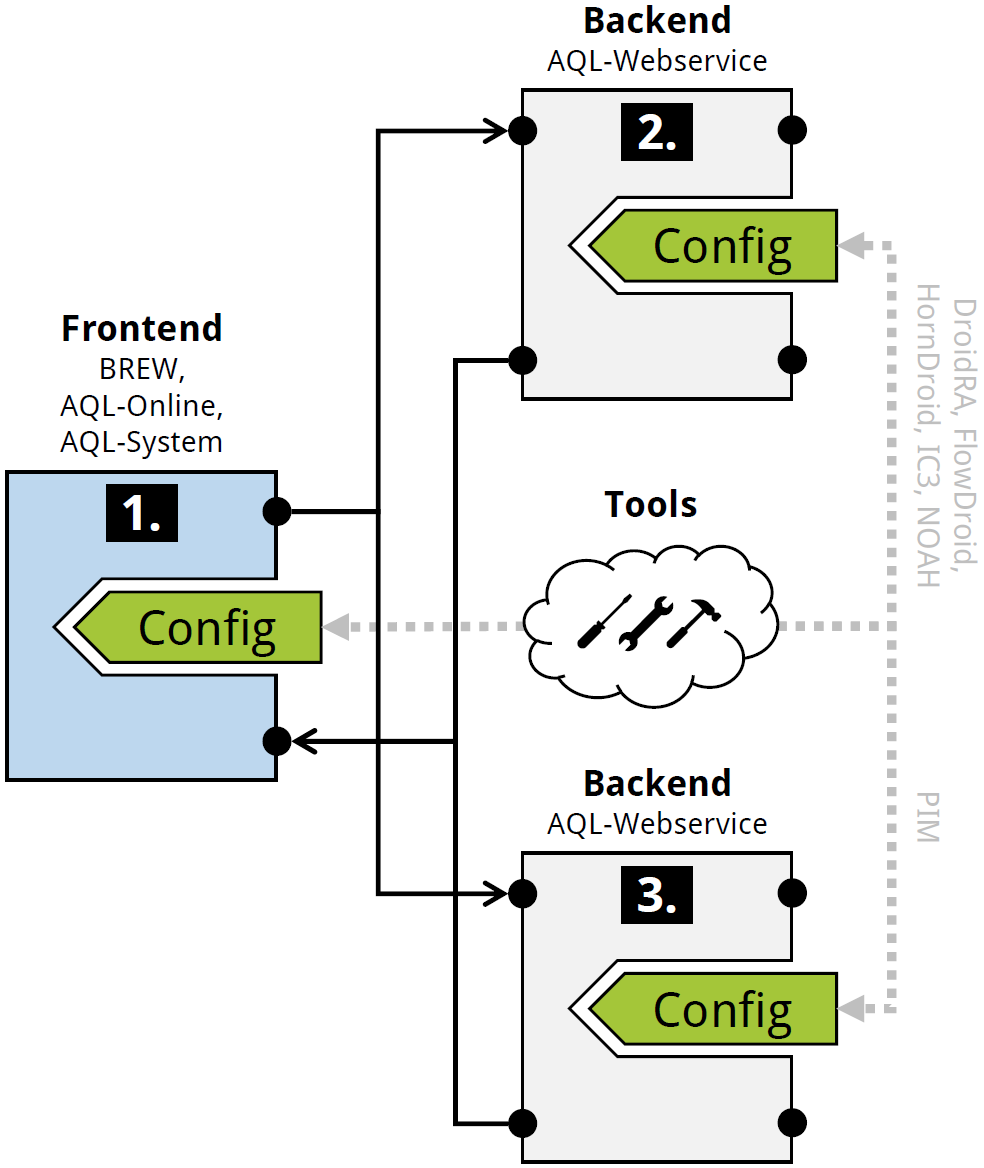 Backend
AQL-Webservice
2.
Config
Frontend
BREW,
AQL-Online,
AQL-System
1.
Config
Tools
DroidRA, FlowDroid,
HornDroid, IC3, NOAH
PIM
Backend
AQL-Webservice
3.
Config